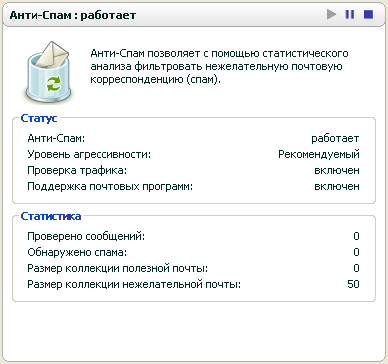 Анти-Спам : работает
Анти-Спам позволяет с помощью статистического
анализа фильтровать нежелательную почтовую
корреспонденцию (спам).
Статус
Анти-Спам: работает
Уровень агрессивности: Рекомендуемый
Проверка трафика: включен
Поддержка почтовых программ: включен
Статистика
Проверено сообщений: 0
Обнаружено спама: 0
Размер коллекции полезной почты: 0
Размер коллекции нежелательной почты: 50